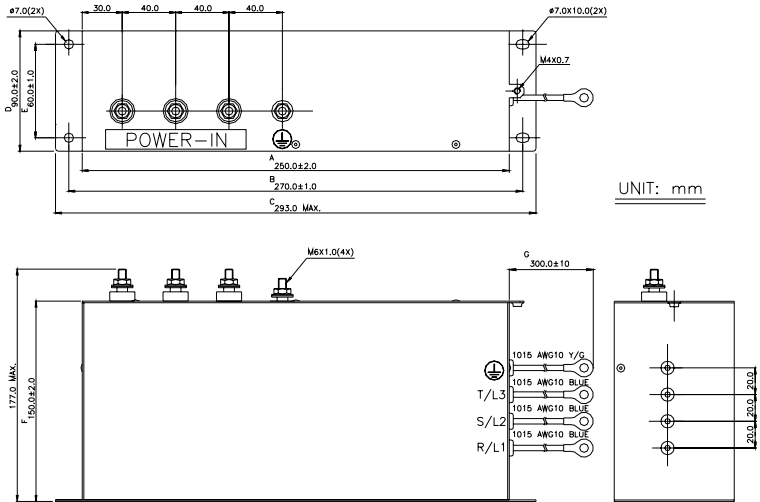 ø7.0(2X)
30.0
40.0
40.0
40.0
ø7.0X10.0(2X)
M4X0.7
D
90.0±2.0
E
60.0±1.0
POWER-IN
A
250.0±2.0
B
270.0±1.0
C
293.0 MAX.
UNIT: mm
M6X1.0(4X)
G
300.0±10
177.0 MAX.
F
150.0±2.0
1015 AWG10 Y/G
T/L3
1015 AWG10 BLUE
S/L2
1015 AWG10 BLUE
R/L1
1015 AWG10 BLUE
20.0
20.0
20.0